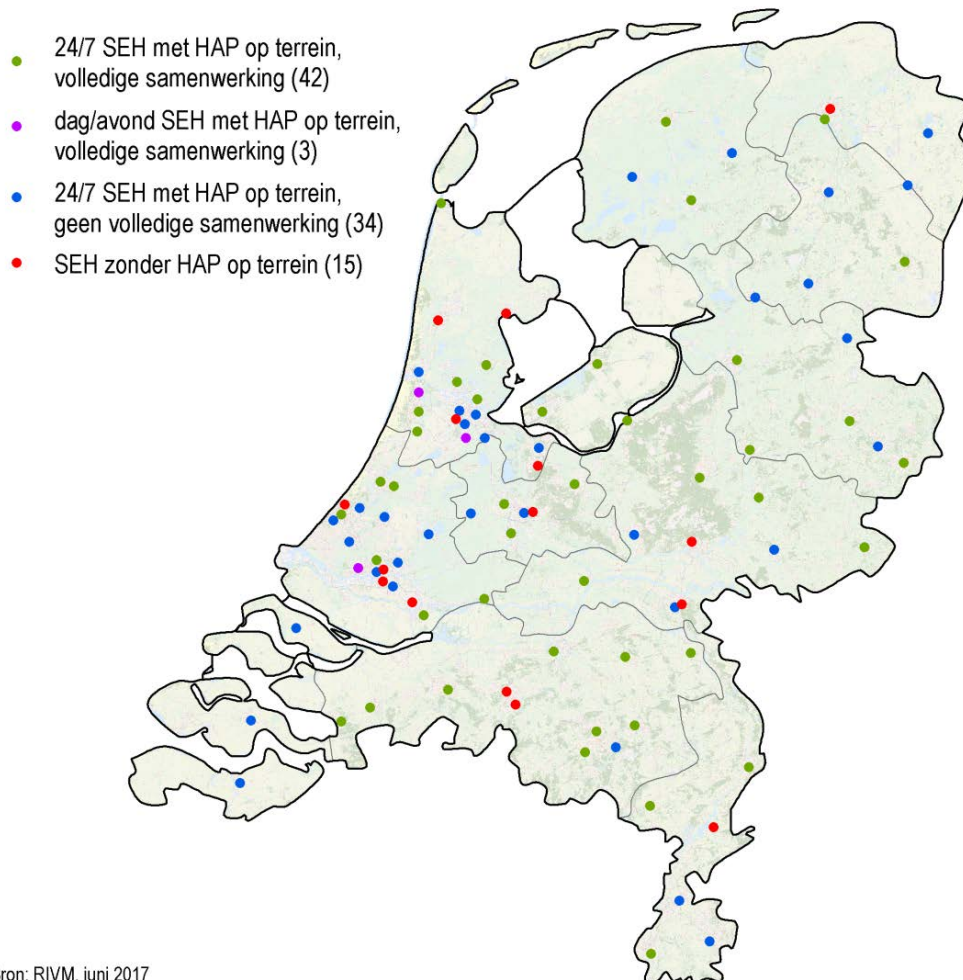 24/7 SEH met HAP op terrein,
volledige samenwerking (42)
dag/avond SEH met HAP op terrein,
volledige samenwerking (3)
24/7 SEH met HAP op terrein,
geen volledige samenwerking (34)
SEH zonder HAP op terrein (15)
ron: RIVM, juni 2017